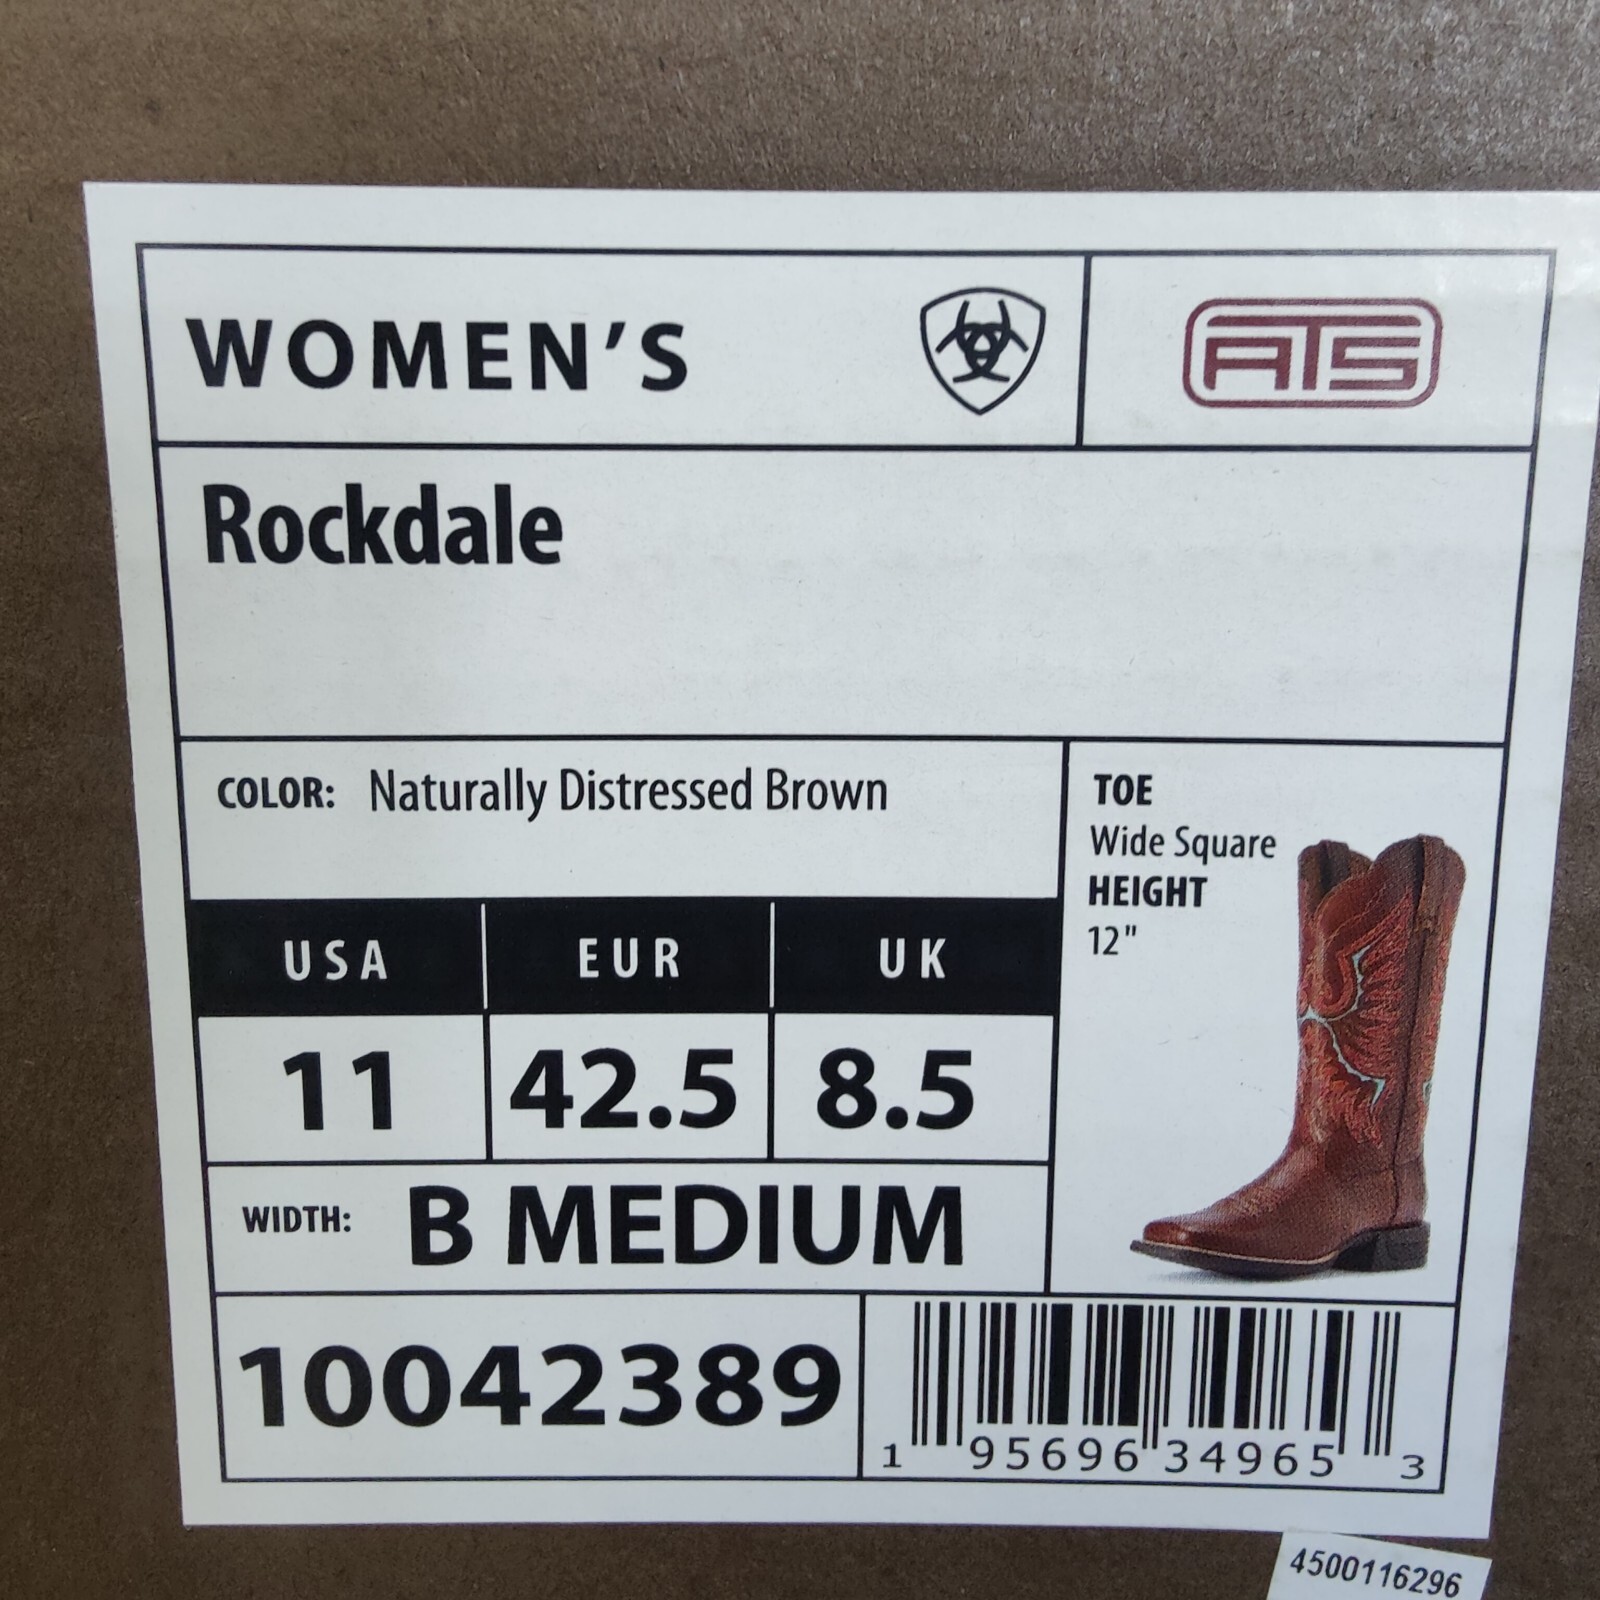 WOMEN'S
ATS
Rockdale
COLOR: Naturally Distressed Brown
TOE
Wide Square
HEIGHT
12"
USA EUR UK
11 42.5 8.5
WIDTH: B MEDIUM
10042389
1 95696 34965 3
4500116296